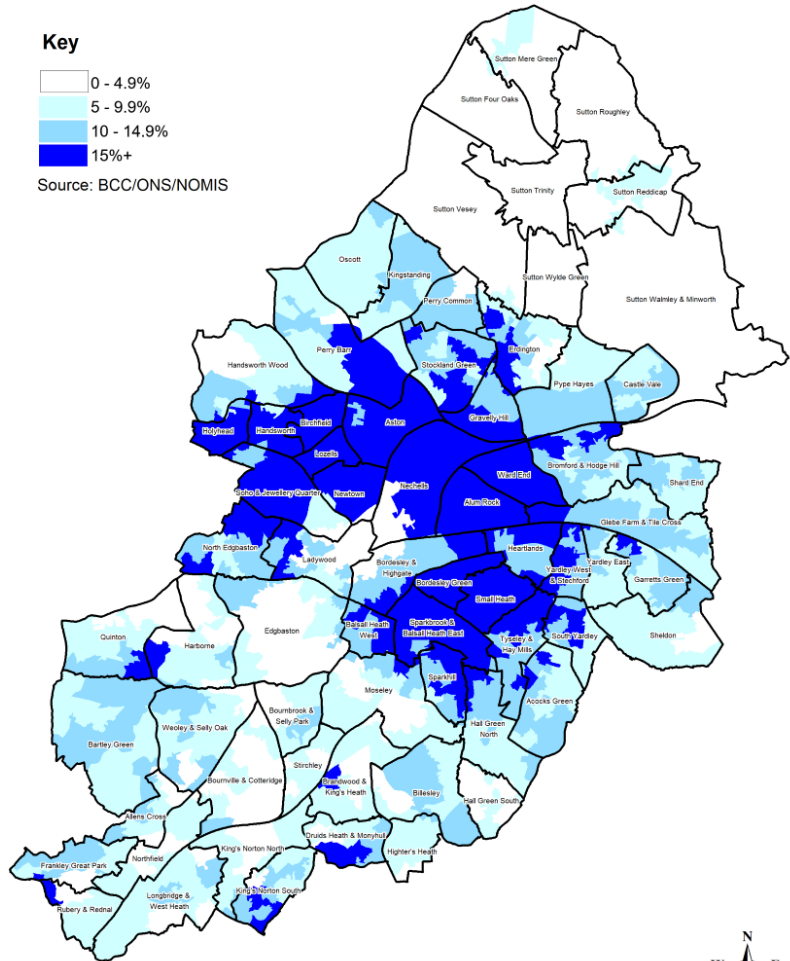 Key
0 - 4.9%
5 - 9.9%
10 - 14.9%
15%+
Source: BCC/ONS/NOMIS
Sutton Mere Green
Sutton Four Oaks
Sutton Roughley
Sutton Trinity
Sutton Reddicap
Sutton Vesey
Oscott
Kingstanding
Sutton Wylde Green
Perry Common
Sutton Walmley & Minworth
Perry Barr
Erdington
Handsworth Wood
Stockland Green
Pype Hayes
Castle Vale
Gravelly Hill
Holyhead
Handsworth
Birchfield
Aston
Lozells
Ward End
Bromford & Hodge Hill
Shard End
Nechells
Soho & Jewellery Quarter
Newtown
Alum Rock
Glebe Farm & Tile Cross
North Edgbaston
Ladywood
Heartlands
Bordesley &
Highgate
Yardley East
Yardley West
& Stechford
Bordesley Green
Garretts Green
Small Heath
Balsall Heath
West
Sparkbrook &
Balsall Heath East
Edgbaston
Tyseley &
Hay Mills
South Yardley
Sheldon
Quinton
Harborne
Sparkhill
Moseley
Acocks Green
Bournbrook &
Selly Park
Hall Green
North
Weoley & Selly Oak
Bartley Green
Stirchley
Bournville & Cotteridge
Brandwood &
King's Heath
Billesley
Hall Green South
Allens Cross
Druids Heath & Monyhull
King's Norton North
Highter's Heath
Northfield
Frankley Great Park
King's Norton South
Longbridge &
West Heath
Rubery & Rednal
N
W
E